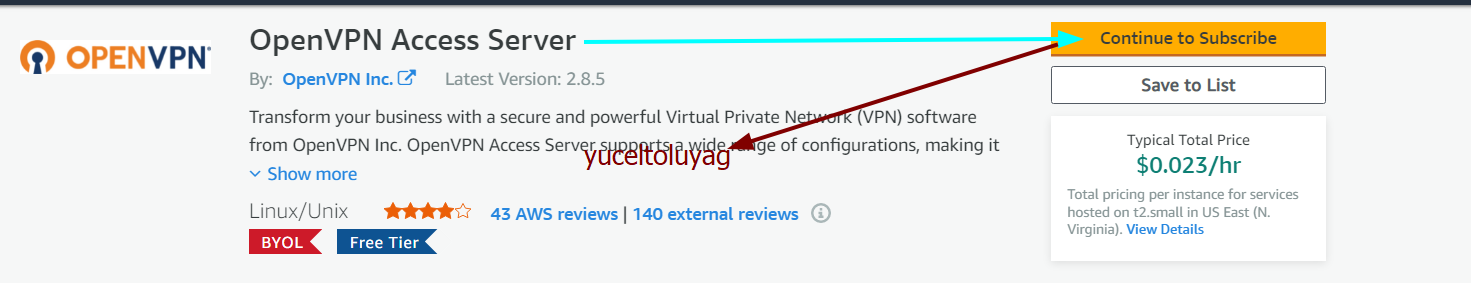 OPENVPN
OpenVPN Access Server
By: OpenVPN Inc. Latest Version: 2.8.5
Transform your business with a secure and powerful Virtual Private Network (VPN) software
from OpenVPN Inc. OpenVPN Access Server supports a wide range of configurations, making it
yuceltoluyag
Show more
Linux/Unix 43 AWS reviews | 140 external reviews
BYOL Free Tier
Continue to Subscribe
Save to List
Typical Total Price
$0.023/hr
Total pricing per instance for services
hosted on t2.small in US East (N.
Virginia). View Details